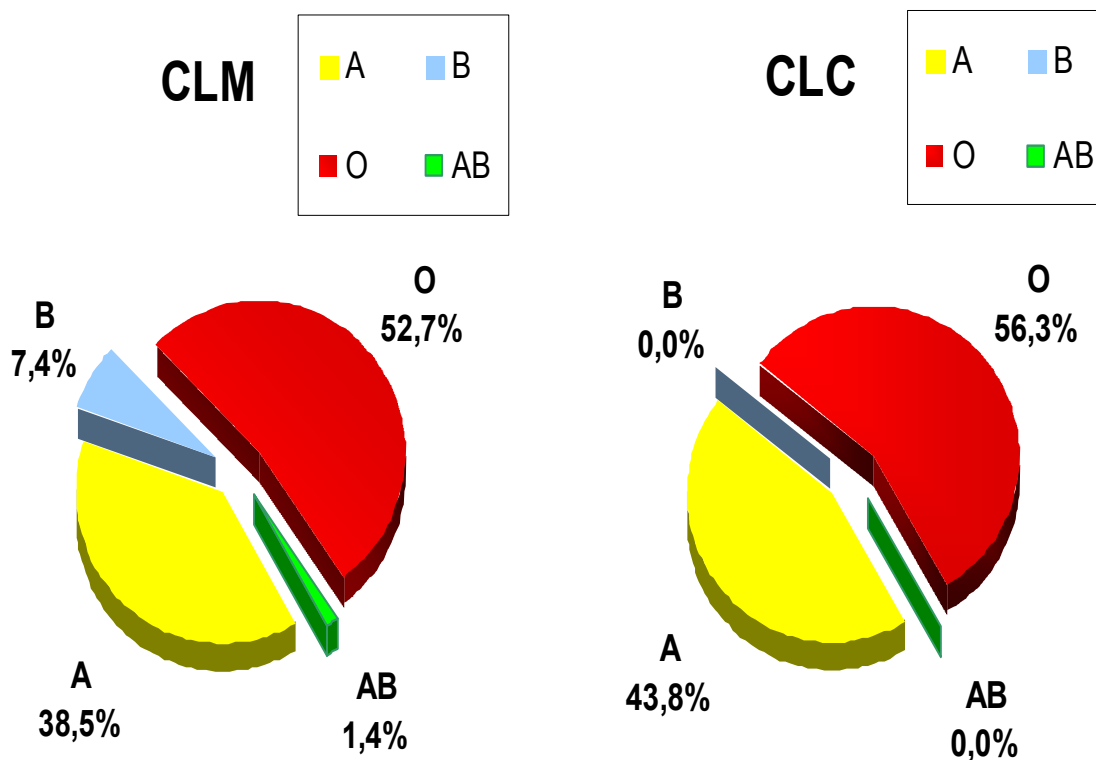 CLM
A B
O AB
O
52,7%
B
7,4%
A
38,5%
AB
1,4%
CLC
A B
O AB
O
56,3%
B
0,0%
A
43,8%
AB
0,0%